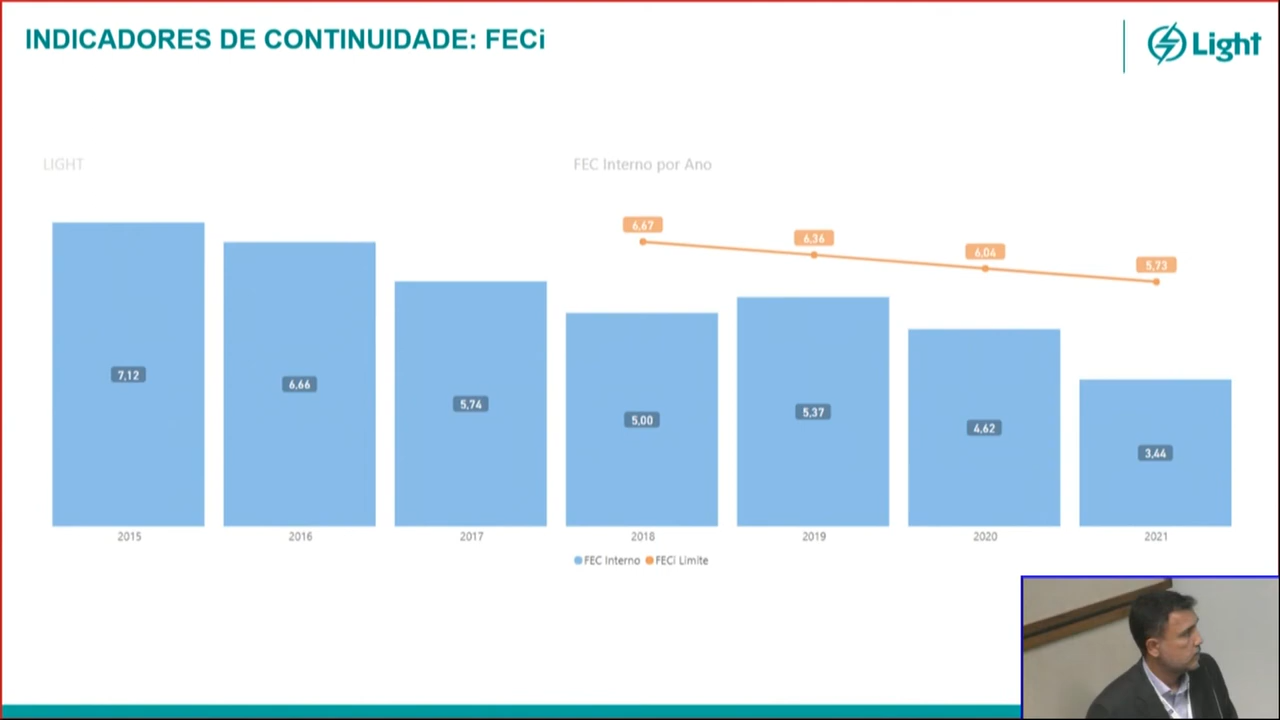 INDICADORES DE CONTINUIDADE: FECi
Light
LIGHT
FEC Interno por Ano
6,67
6,36
6,04
5,73
7,12
6,66
5,74
5,00
5,37
4,62
3,44
2015 2016 2017 2018 2019 2020 2021
FEC Interno FECi Limite